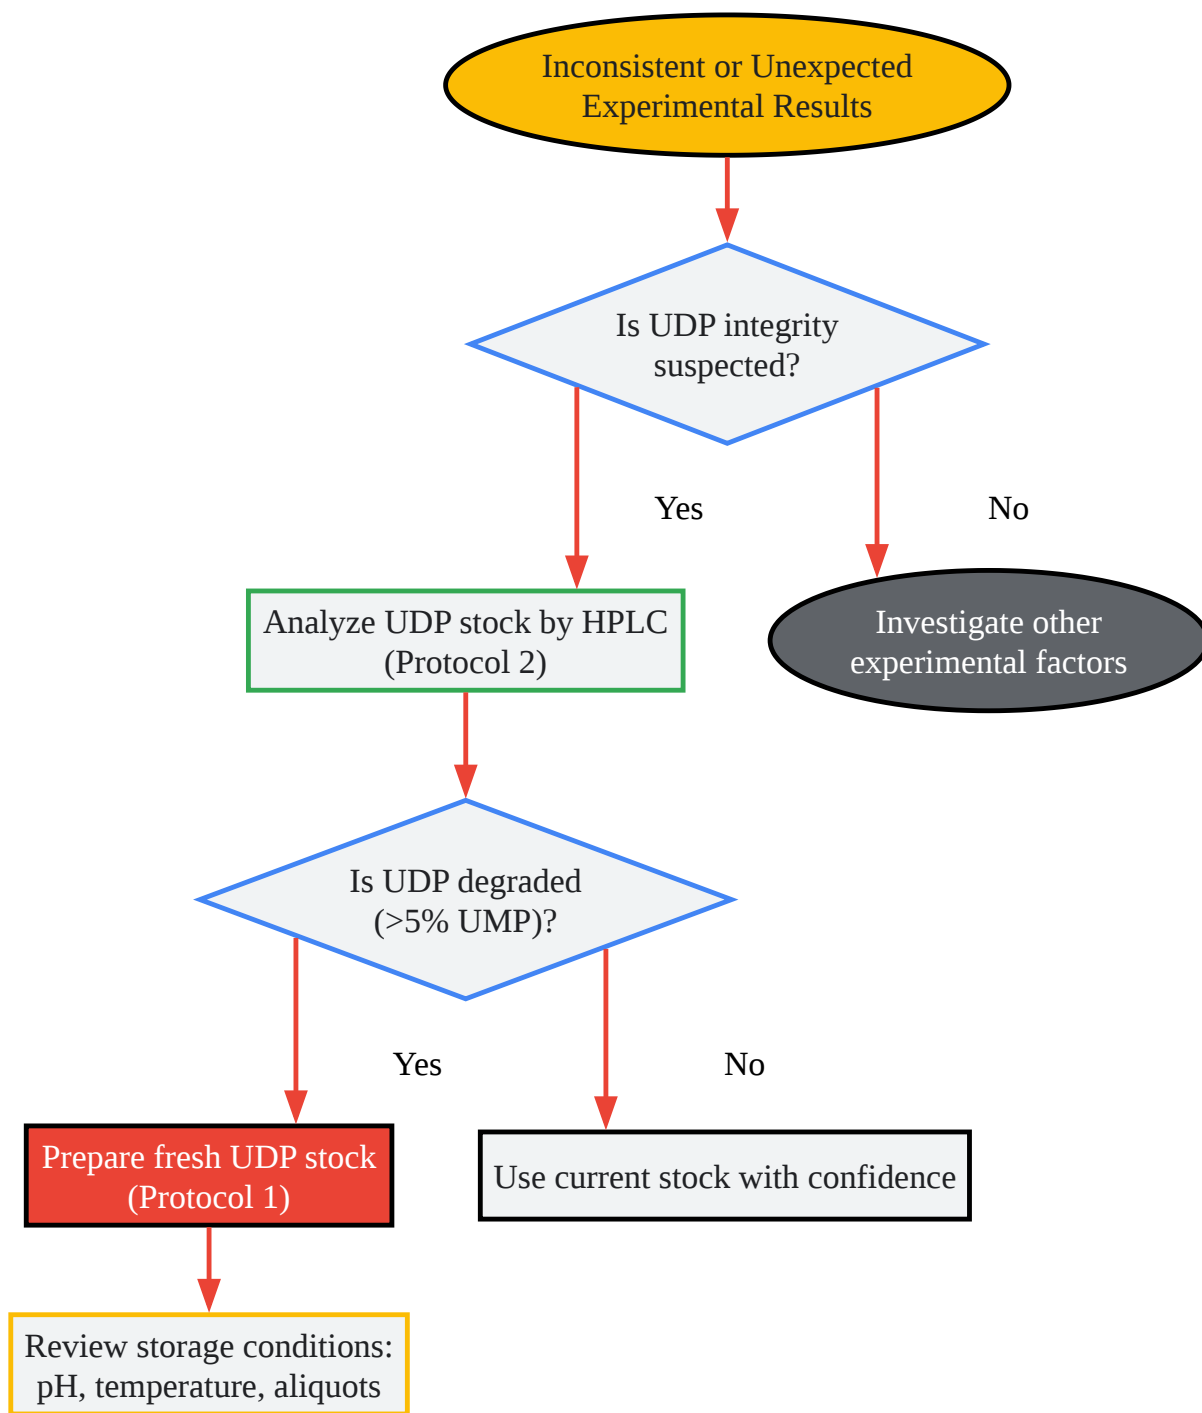 Inconsistent or Unexpected
Experimental Results
Is UDP integrity
suspected?
Yes
No
Analyze UDP stock by HPLC
(Protocol 2)
Investigate other
experimental factors
Is UDP degraded
(>5% UMP)?
Yes
No
Prepare fresh UDP stock
(Protocol 1)
Use current stock with confidence
Review storage conditions:
pH, temperature, aliquots